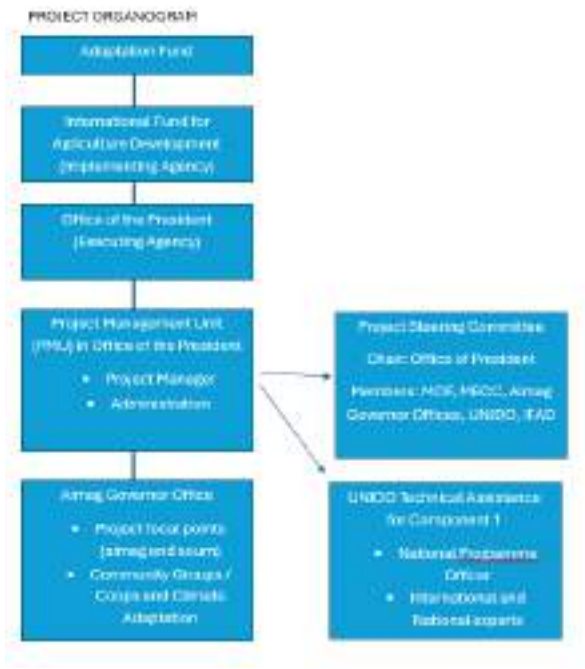 PROJECT ORGANOGRAM
Adaptation Fund
International Fund for
Agriculture Development
(Implementing Agency)
Office of the President
(Executing Agency)
Project Management Unit
(PMU) in Office of the President
• Project Manager
• Administration
Aimag Governor Office
• Project focal points
(aimag and soum)
• Community Groups /
Coops and Climate
Adaptation
Project Steering Committee
Chair: Office of President
Members: MOF, MECC, Aimag
Governor Offices, UNIDO, IFAD
UNIDO Technical Assistance
for Component 1
• National Programme
Officer
• International and
National experts